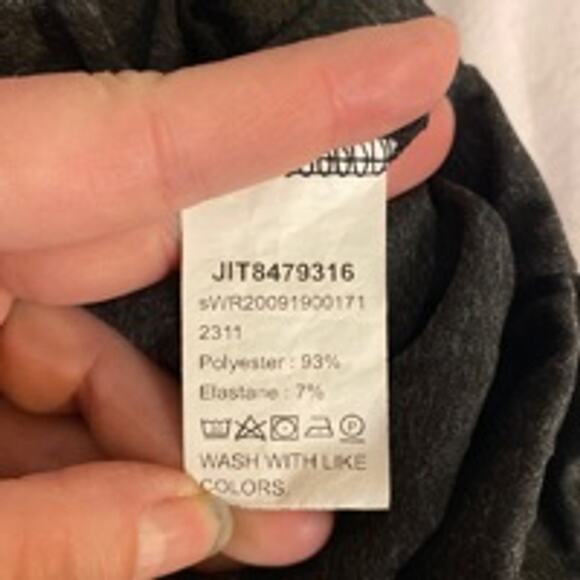 JIT8479316
sWR20091900171
2311
Polyester : 93%
Elastane : 7%
P
WASH WITH LIKE
COLORS.